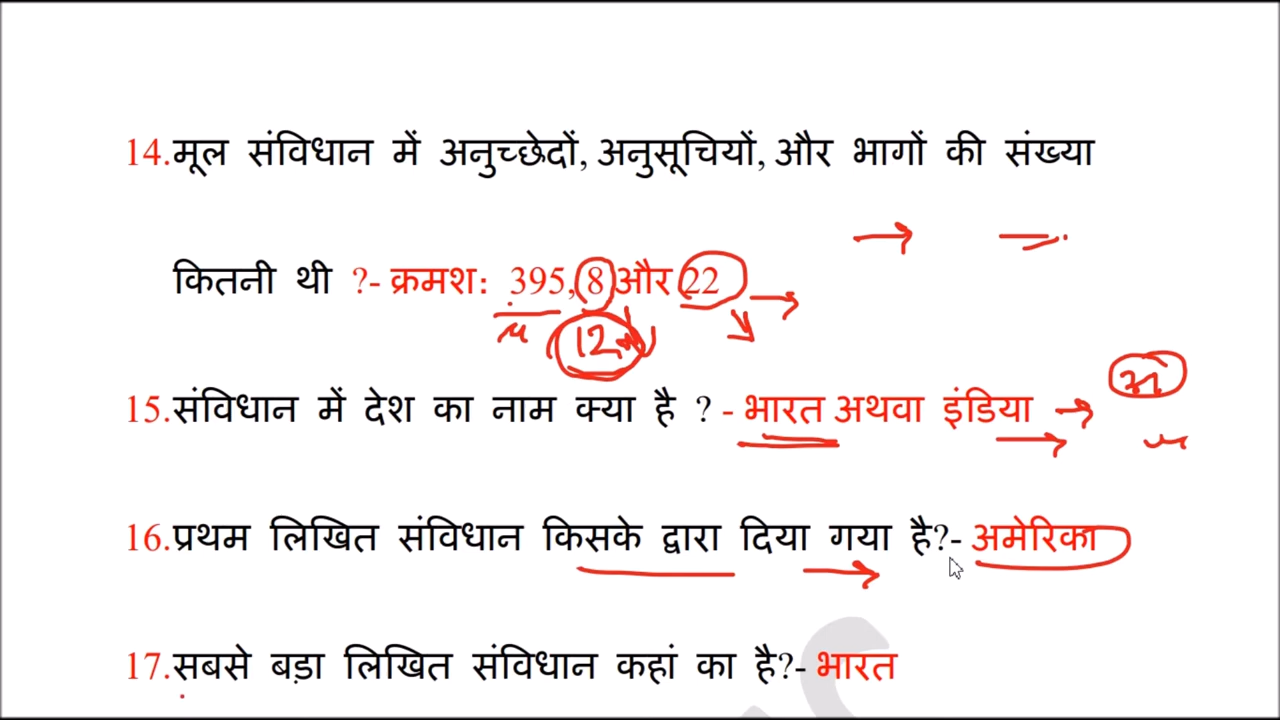 14.मूल संविधान में अनुच्छेदों, अनुसूचियों, और भागों की संख्या
कितनी थी ?- क्रमश: 395, 8 और 22
12
15.संविधान में देश का नाम क्या है ? - भारत अथवा इंडिया
16.प्रथम लिखित संविधान किसके द्वारा दिया गया है?- अमेरिका
17.सबसे बड़ा लिखित संविधान कहां का है?- भारत